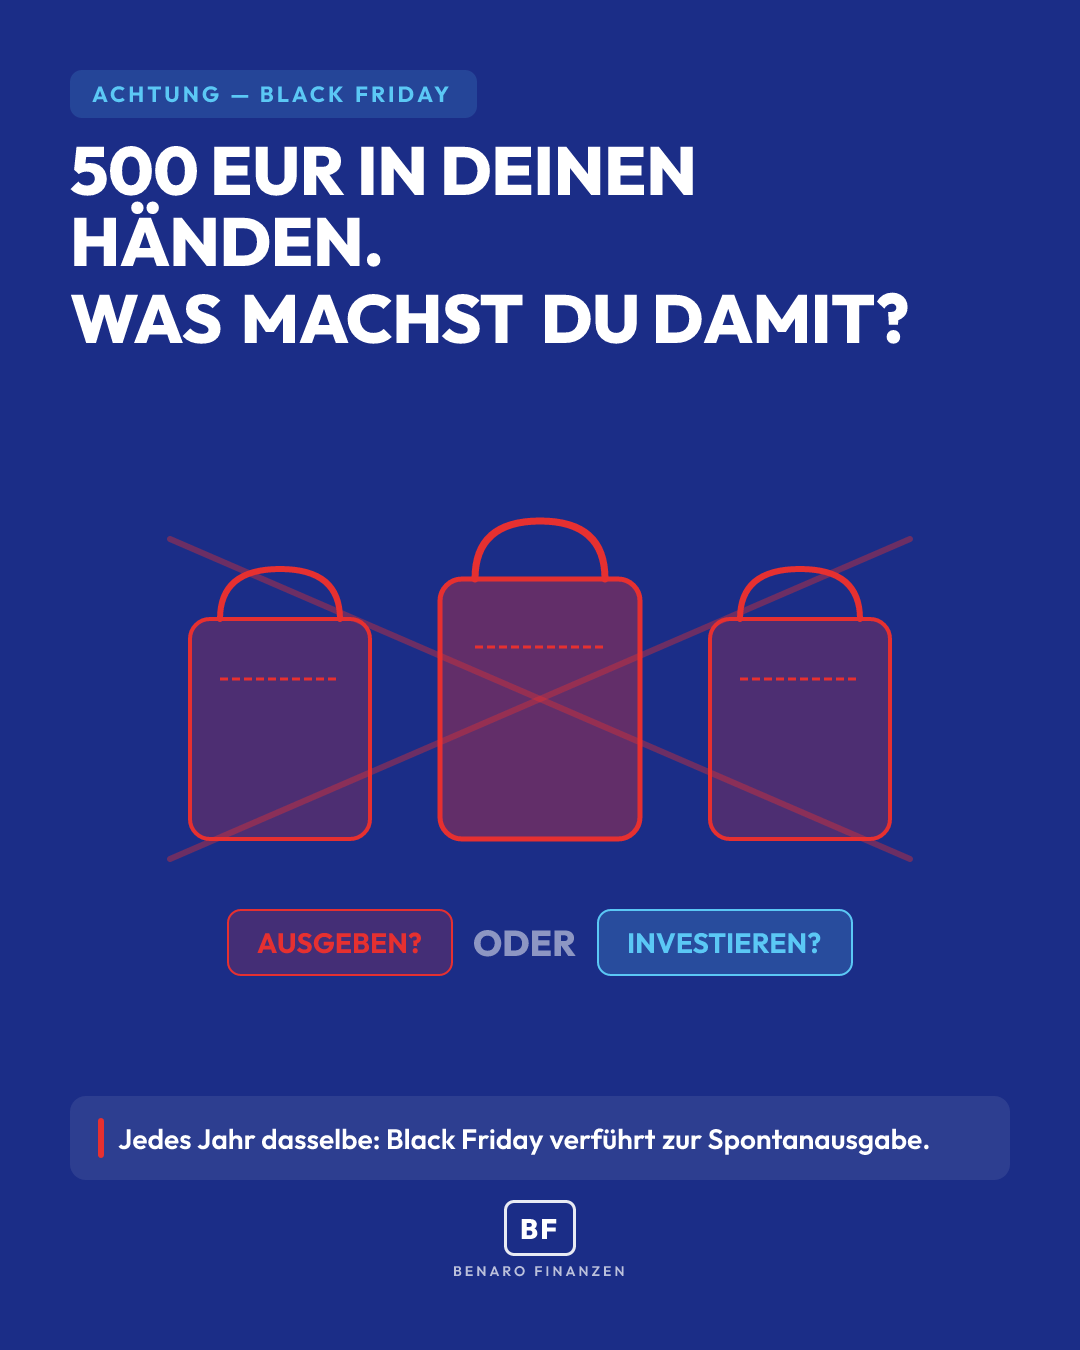 ACHTUNG — BLACK FRIDAY
500 EUR IN DEINEN
HÄNDEN.
WAS MACHST DU DAMIT?
AUSGEBEN? ODER INVESTIEREN?
Jedes Jahr dasselbe: Black Friday verführt zur Spontanausgabe.
BF
BENARO FINANZEN